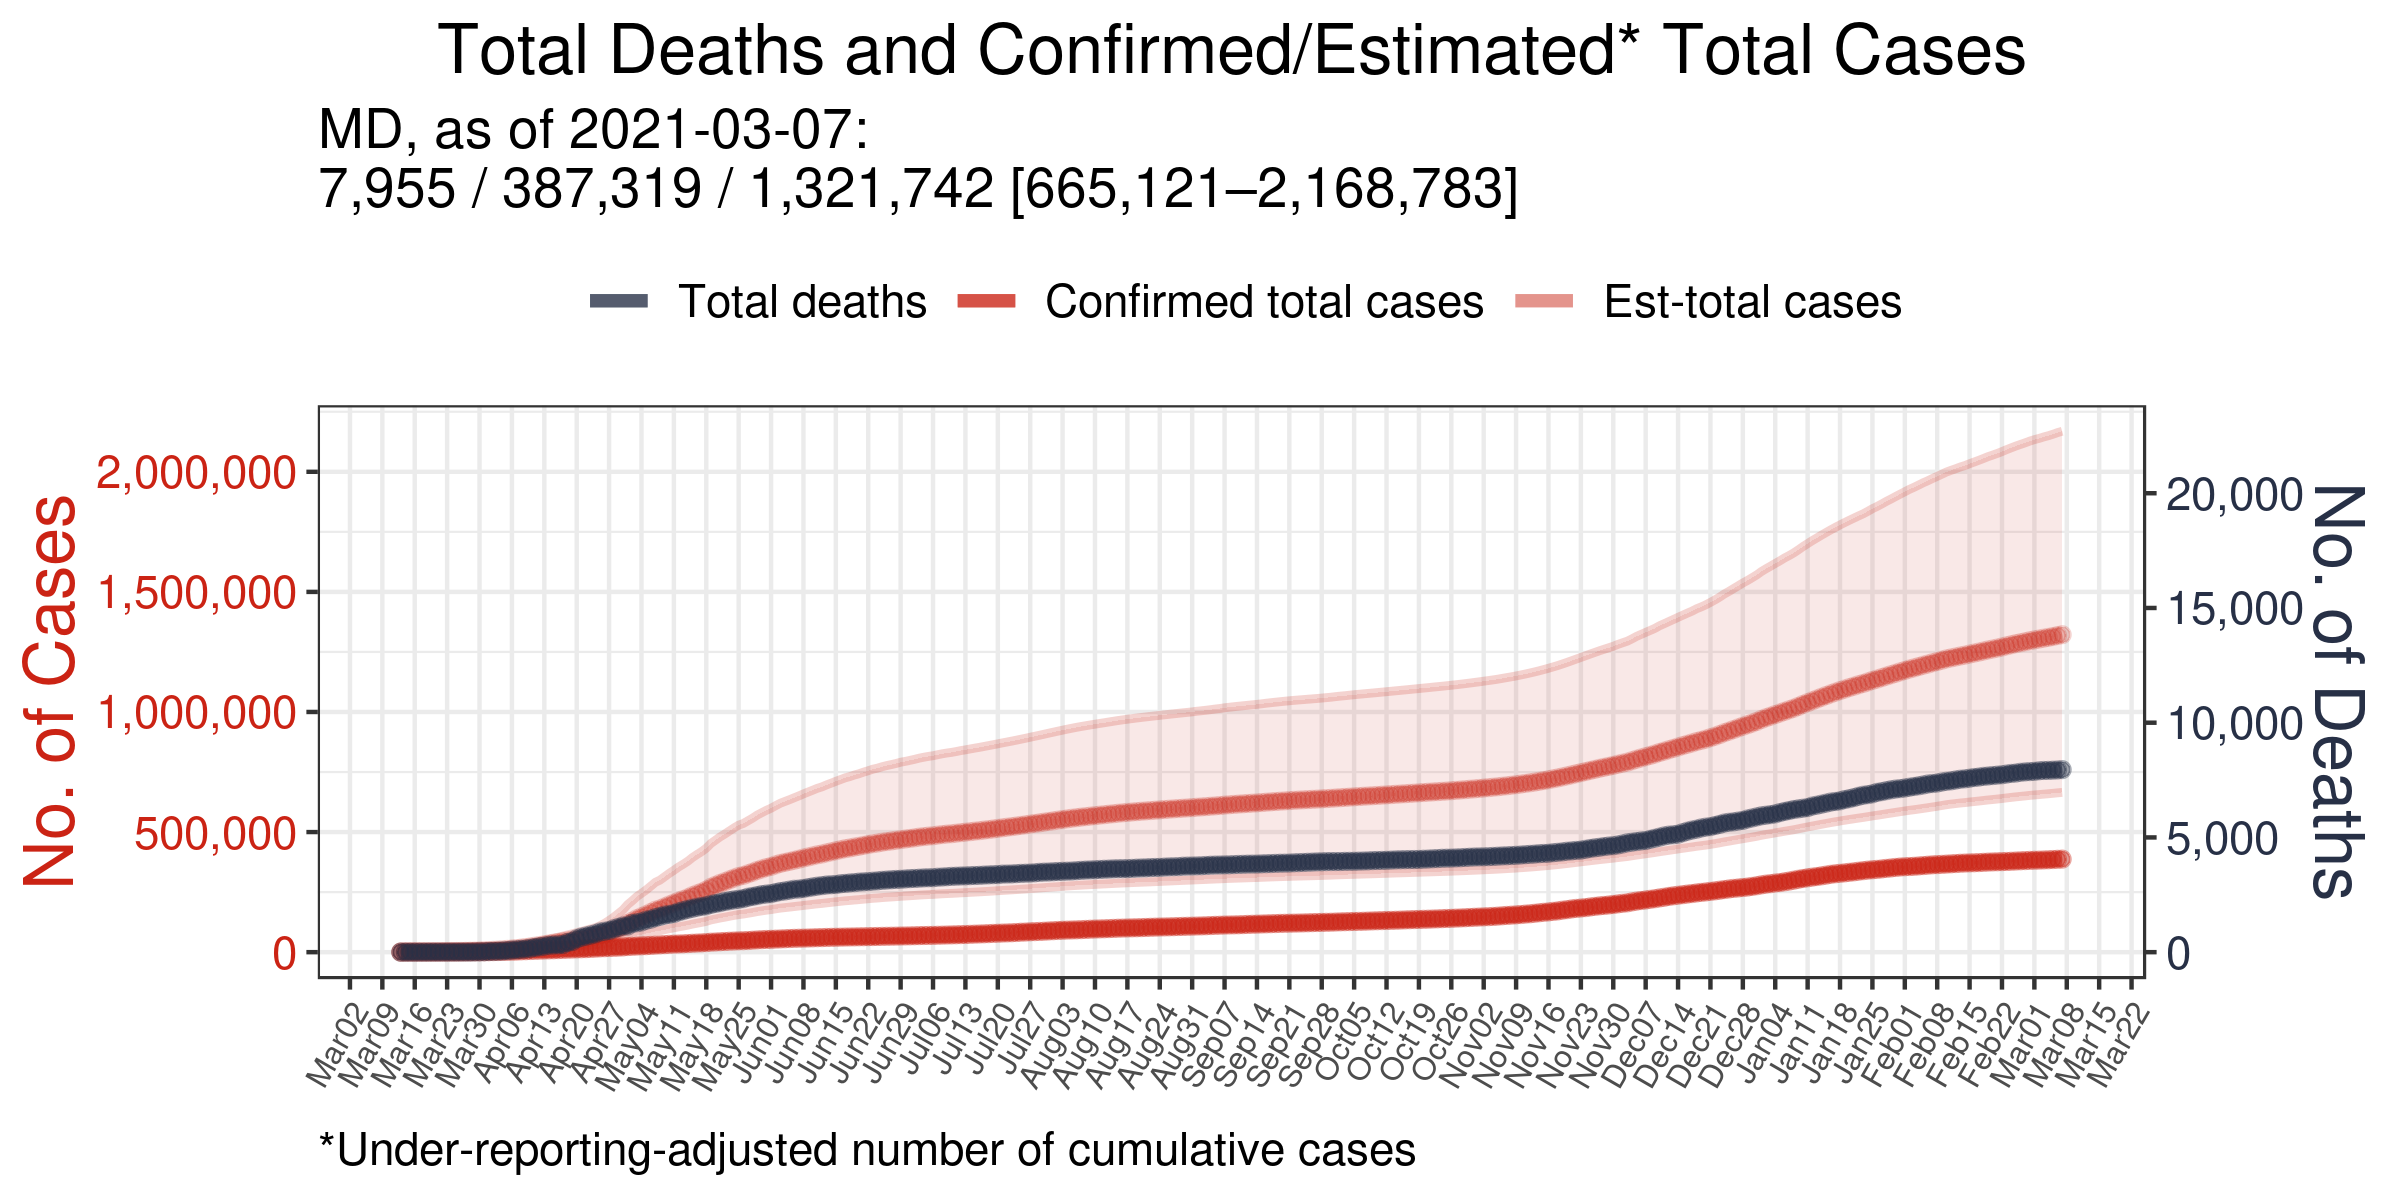 Total Deaths and Confirmed/Estimated* Total Cases
MD, as of 2021-03-07:
7,955 / 387,319 / 1,321,742 [665,121–2,168,783]
Total deaths
Confirmed total cases
Est-total cases
No. of Cases
2,000,000
1,500,000
1,000,000
500,000
0
20,000
15,000
10,000
5,000
0
No. of Deaths
Mar02
Mar09
Mar16
Mar23
Mar30
Apr06
Apr13
Apr20
Apr27
May04
May11
May18
May25
Jun01
Jun08
Jun15
Jun22
Jun29
Jul06
Jul13
Jul20
Jul27
Aug03
Aug10
Aug17
Aug24
Aug31
Sep07
Sep14
Sep21
Sep28
Oct05
Oct12
Oct19
Oct26
Nov02
Nov09
Nov16
Nov23
Nov30
Dec07
Dec14
Dec21
Dec28
Jan04
Jan11
Jan18
Jan25
Feb01
Feb08
Feb15
Feb22
Mar01
Mar08
Mar15
Mar22
*Under-reporting-adjusted number of cumulative cases